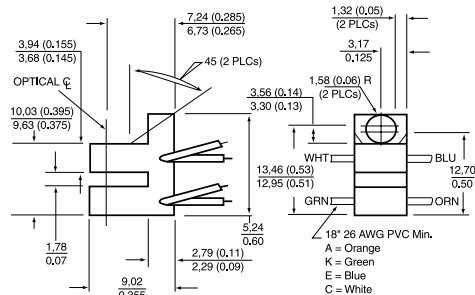 7,24 (0.285)
6,73 (0.265)
1,32 (0.05)
(2 PLCs)
3,94 (0.155)
3,68 (0.145)
45 (2 PLCs)
3,17
0.125
OPTICAL ℄
1,58 (0.06) R
(2 PLCs)
3,56 (0.14)
3,30 (0.13)
10,03 (0.395)
9,63 (0.375)
WHT
BLU
13,46 (0.53)
12,95 (0.51)
12,70
0.50
GRN
ORN
5,24
0.60
18" 26 AWG PVC Min.
A = Orange
K = Green
E = Blue
C = White
1,78
0.07
2,79 (0.11)
2,29 (0.09)
9,02
0.355